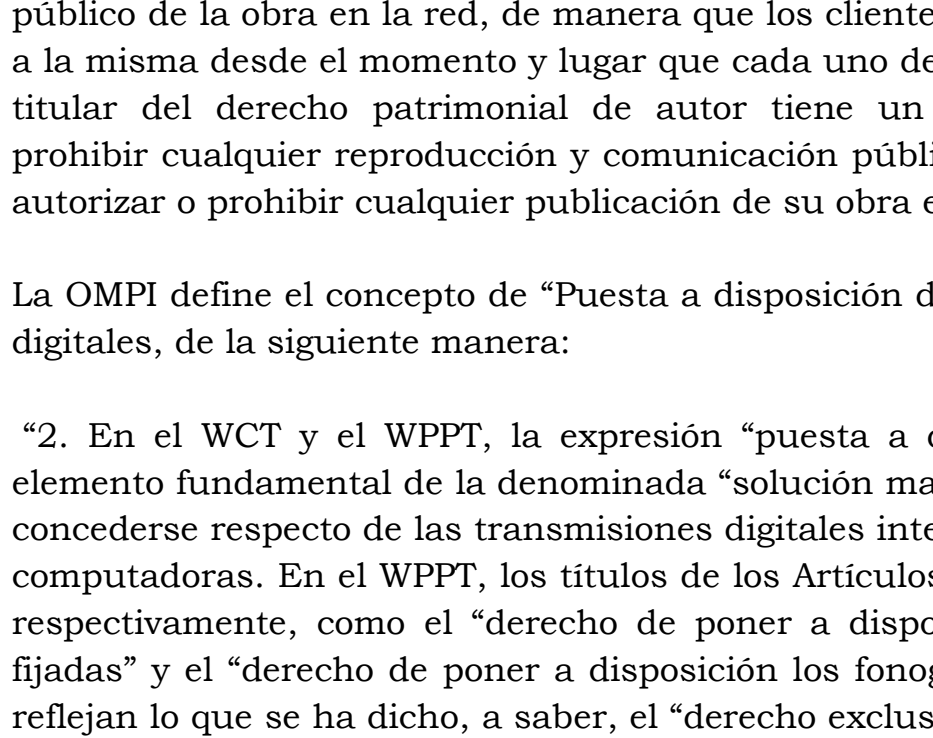 público de la obra en la red, de manera que los cliente
a la misma desde el momento y lugar que cada uno de
titular del derecho patrimonial de autor tiene un
prohibir cualquier reproducción y comunicación públi
autorizar o prohibir cualquier publicación de su obra e
La OMPI define el concepto de “Puesta a disposición d
digitales, de la siguiente manera:
“2. En el WCT y el WPPT, la expresión “puesta a d
elemento fundamental de la denominada “solución ma
concederse respecto de las transmisiones digitales inte
computadoras. En el WPPT, los títulos de los Artículos
respectivamente, como el “derecho de poner a dispo
fijadas” y el “derecho de poner a disposición los fonog
reflejan lo que se ha dicho, a saber, el “derecho exclus